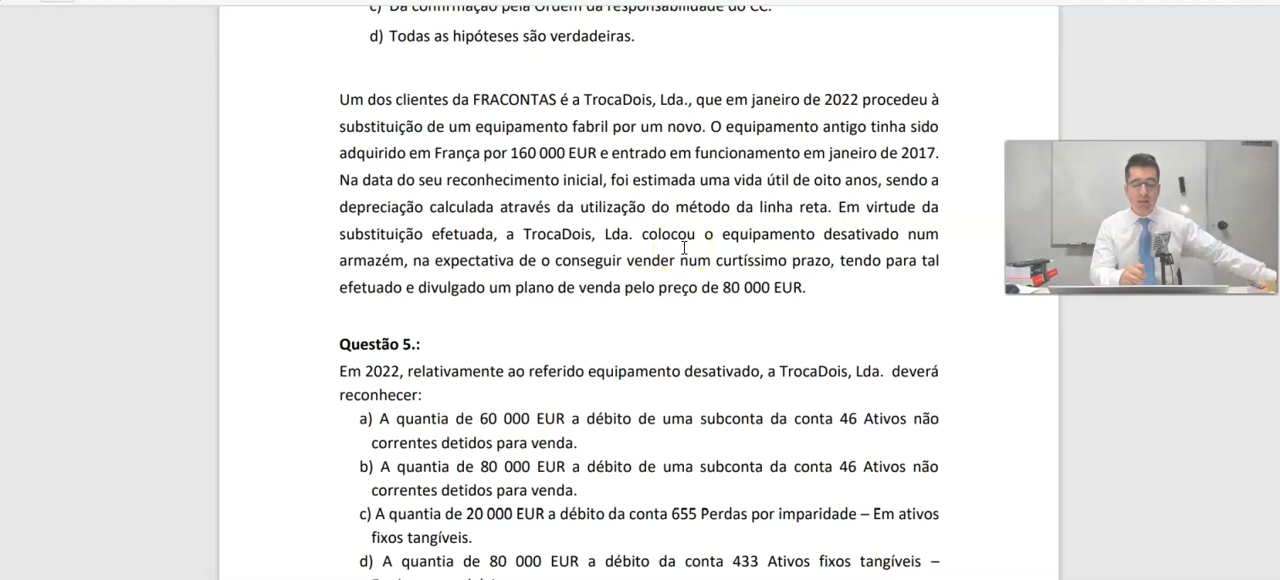 c) Da confirmação pela Ordem da responsabilidade do CC.
d) Todas as hipóteses são verdadeiras.
Um dos clientes da FRACONTAS é a TrocaDois, Lda., que em janeiro de 2022 procedeu à
substituição de um equipamento fabril por um novo. O equipamento antigo tinha sido
adquirido em França por 160 000 EUR e entrado em funcionamento em janeiro de 2017.
Na data do seu reconhecimento inicial, foi estimada uma vida útil de oito anos, sendo a
depreciação calculada através da utilização do método da linha reta. Em virtude da
substituição efetuada, a TrocaDois, Lda. colocou o equipamento desativado num
armazém, na expectativa de o conseguir vender num curtíssimo prazo, tendo para tal
efetuado e divulgado um plano de venda pelo preço de 80 000 EUR.
Questão 5.:
Em 2022, relativamente ao referido equipamento desativado, a TrocaDois, Lda. deverá
reconhecer:
a) A quantia de 60 000 EUR a débito de uma subconta da conta 46 Ativos não
correntes detidos para venda.
b) A quantia de 80 000 EUR a débito de uma subconta da conta 46 Ativos não
correntes detidos para venda.
c) A quantia de 20 000 EUR a débito da conta 655 Perdas por imparidade – Em ativos
fixos tangíveis.
d) A quantia de 80 000 EUR a débito da conta 433 Ativos fixos tangíveis –